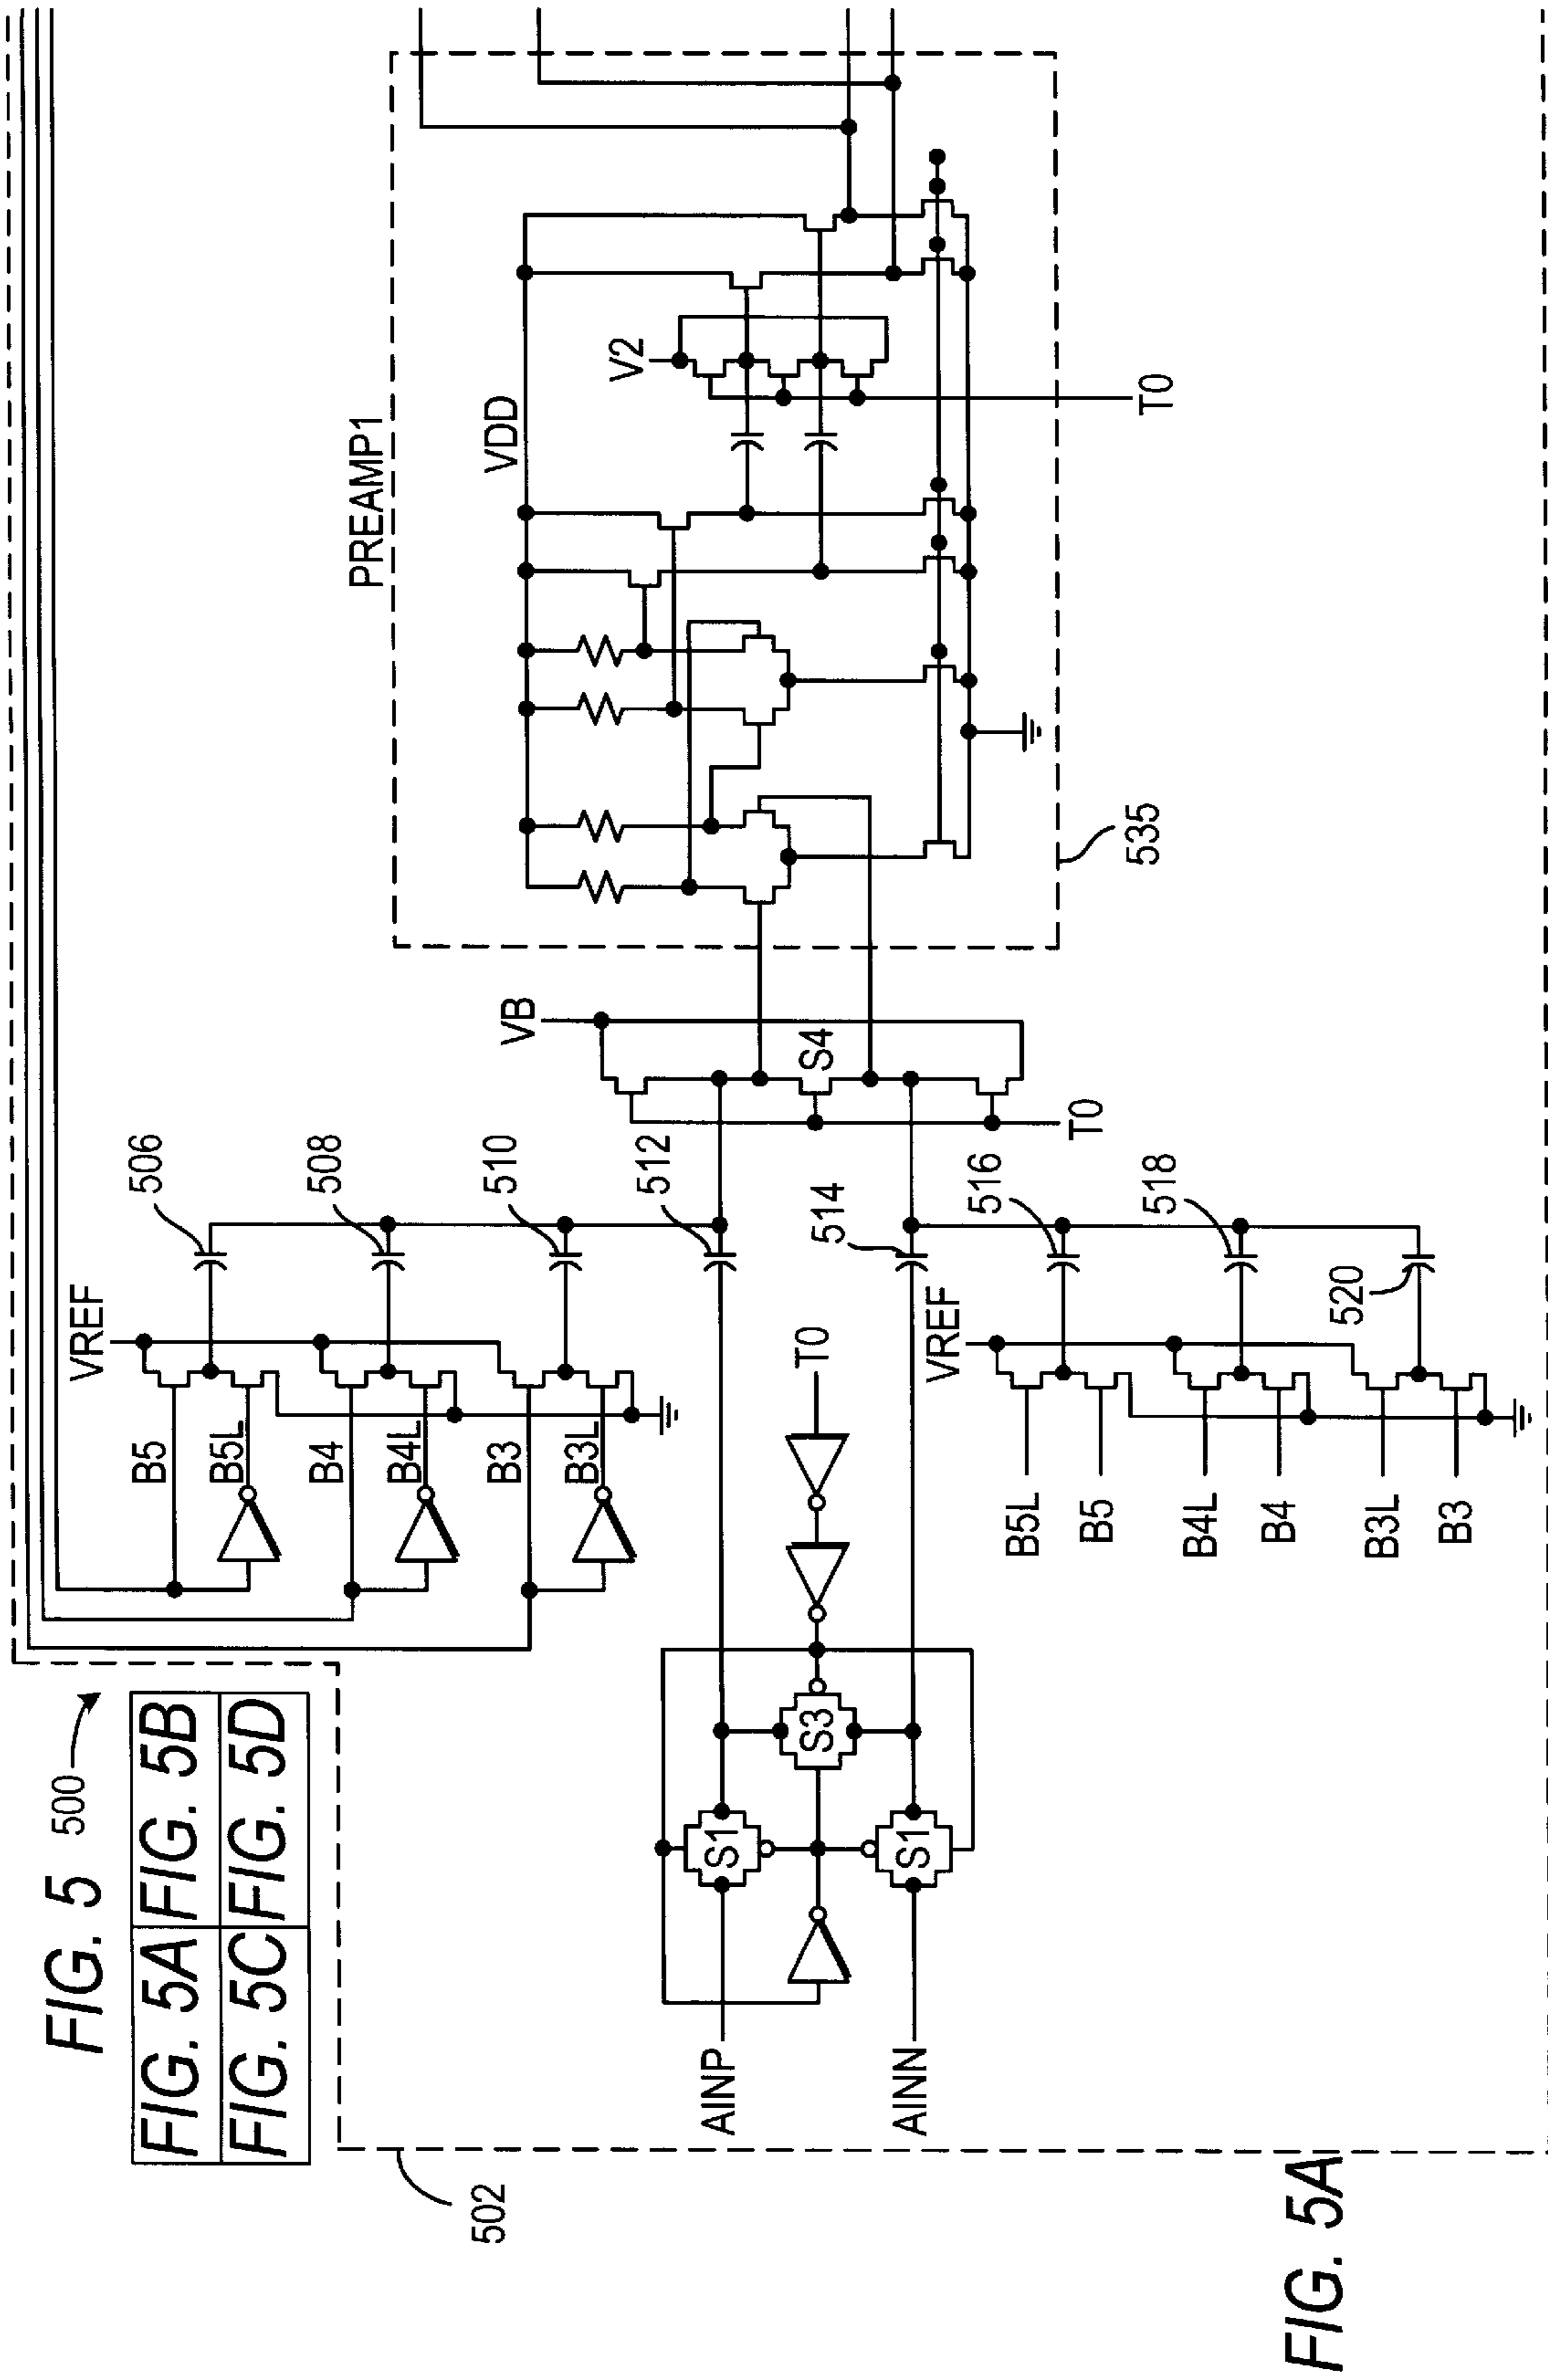 FIG. 5
500
FIG. 5A FIG. 5B
FIG. 5C FIG. 5D
502
AINP
AINN
S1
S1
S3
T0
B5
B5L
B4
B4L
B3
B3L
VREF
506
508
510
512
514
516
518
520
VREF
B5L
B5
B4L
B4
B3L
B3
VB
S4
T0
PREAMP1
VDD
V2
T0
535
FIG. 5A